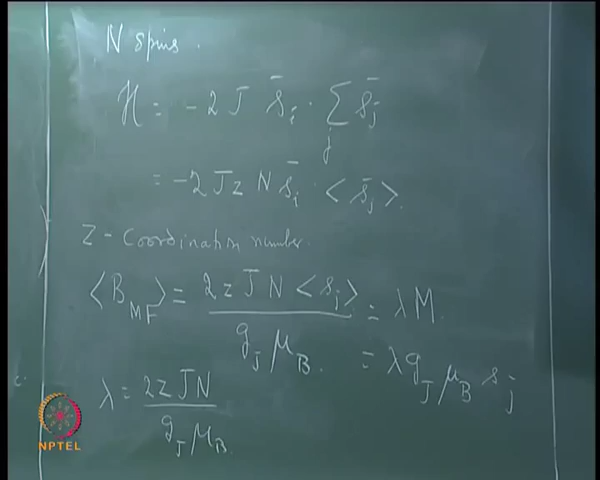 N spins.
H = -2 J s̄ᵢ · Σⱼ s̄ⱼ
= -2 J z N s̄ᵢ · < s̄ⱼ >.
Z - Coordination number.
<B_MF> = 2 z J N <sⱼ> / g_J μ_B. = λ M.
= λ g_J μ_B sⱼ
λ = 2 z J N / g_J μ_B.
NPTEL